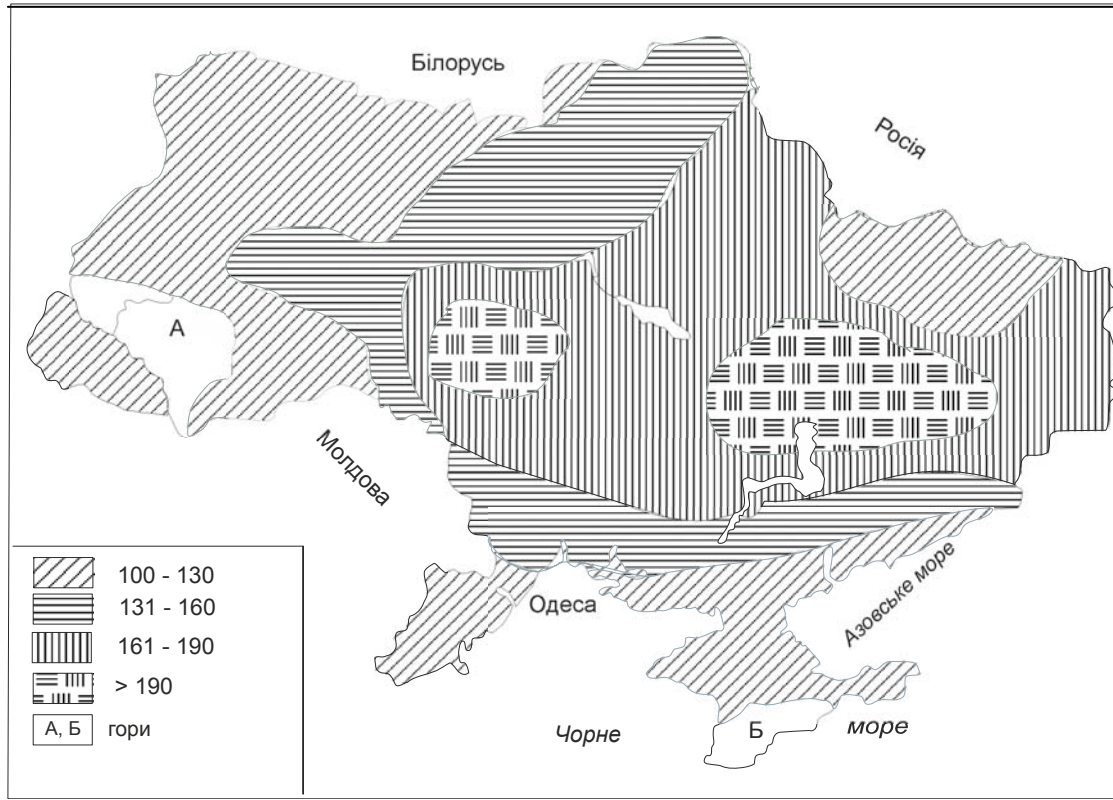 Білорусь
Росія
А
Молдова
Одеса
Азовське море
Чорне море
Б
100 - 130
131 - 160
161 - 190
> 190
А, Б гори